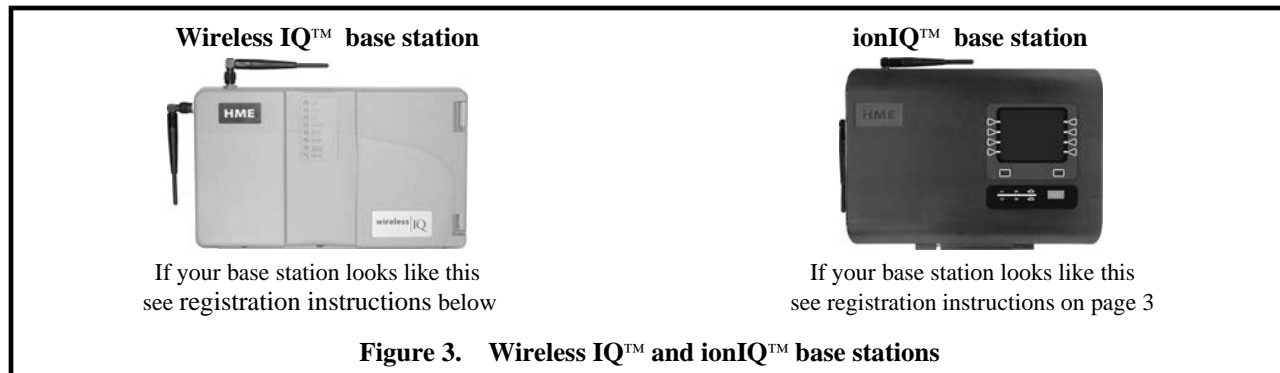 Wireless IQ™ base station
HME
wireless IQ
If your base station looks like this
see registration instructions below
ionIQ™ base station
HME
If your base station looks like this
see registration instructions on page 3
Figure 3. Wireless IQ™ and ionIQ™ base stations